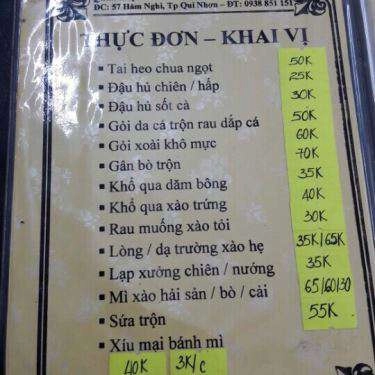 ĐC: 57 Hàm Nghi, Tp Qui Nhơn – ĐT: 0938 851 151
THỰC ĐƠN – KHAI VỊ
▪ Tai heo chua ngọt 50K
▪ Đậu hủ chiên / hấp 25K
▪ Đậu hủ sốt cà 30K
▪ Gỏi da cá trộn rau dắp cá 50K
▪ Gỏi xoài khô mực 60K
▪ Gân bò trộn 70K
▪ Khổ qua dăm bông 35K
▪ Khổ qua xào trứng 40K
▪ Rau muống xào tỏi 30K
▪ Lòng / dạ trường xào hẹ 35K/65K
▪ Lạp xưởng chiên / nướng 35K
▪ Mì xào hải sản / bò / cải 65/60/30
▪ Sứa trộn 55K
▪ Xíu mại bánh mì
40K 3K/c